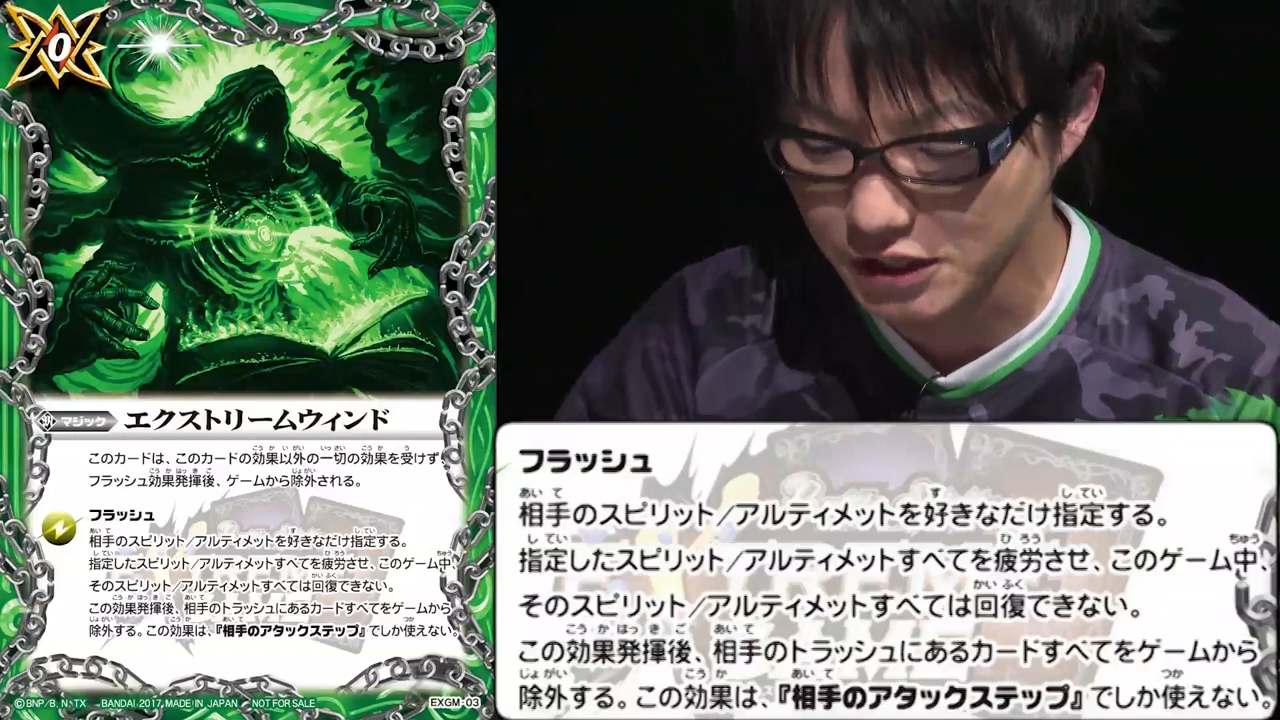 0
マジック エクストリームウィンド
このカードは、このカードの効果以外の一切の効果を受けず、
フラッシュ効果発揮後、ゲームから除外される。
フラッシュ
相手のスピリット/アルティメットを好きなだけ指定する。
指定したスピリット/アルティメットすべてを疲労させ、このゲーム中、
そのスピリット/アルティメットすべては回復できない。
この効果発揮後、相手のトラッシュにあるカードすべてをゲームから
除外する。この効果は、『相手のアタックステップ』でしか使えない。
©BNP/B, N, TX BANDAI 2017, MADE IN JAPAN NOT FOR SALE EXGM-03
フラッシュ
相手のスピリット/アルティメットを好きなだけ指定する。
指定したスピリット/アルティメットすべてを疲労させ、このゲーム中、
そのスピリット/アルティメットすべては回復できない。
この効果発揮後、相手のトラッシュにあるカードすべてをゲームから
除外する。この効果は、『相手のアタックステップ』でしか使えない。